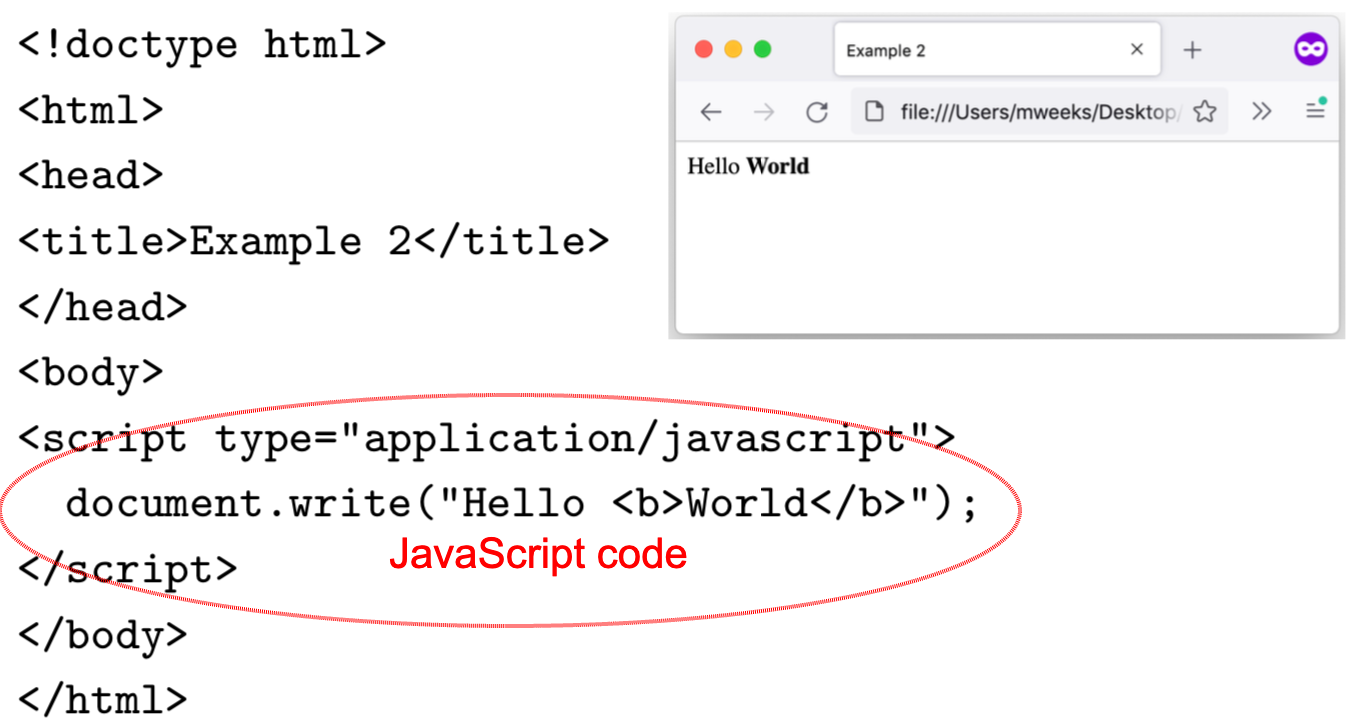 <!doctype html>
<html>
<head>
<title>Example 2</title>
</head>
<body>
<script type="application/javascript">
  document.write("Hello <b>World</b>");
JavaScript code
</script>
</body>
</html>
Example 2
file:///Users/mweeks/Desktop/
Hello World